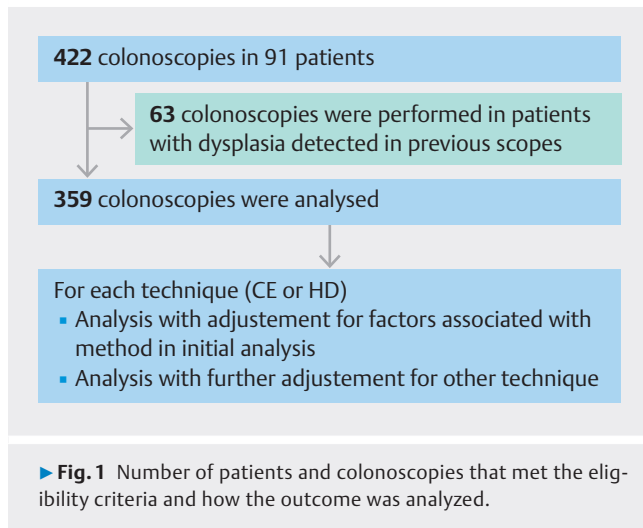 422 colonoscopies in 91 patients
63 colonoscopies were performed in patients
with dysplasia detected in previous scopes
359 colonoscopies were analysed
For each technique (CE or HD)
▪ Analysis with adjustement for factors associated with
method in initial analysis
▪ Analysis with further adjustement for other technique
▶ Fig. 1 Number of patients and colonoscopies that met the elig-
ibility criteria and how the outcome was analyzed.